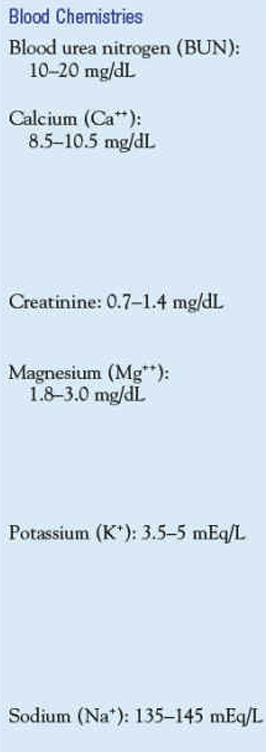 Blood Chemistries
Blood urea nitrogen (BUN):
10–20 mg/dL
Calcium (Ca⁺⁺):
8.5–10.5 mg/dL
Creatinine: 0.7–1.4 mg/dL
Magnesium (Mg⁺⁺):
1.8–3.0 mg/dL
Potassium (K⁺): 3.5–5 mEq/L
Sodium (Na⁺): 135–145 mEq/L